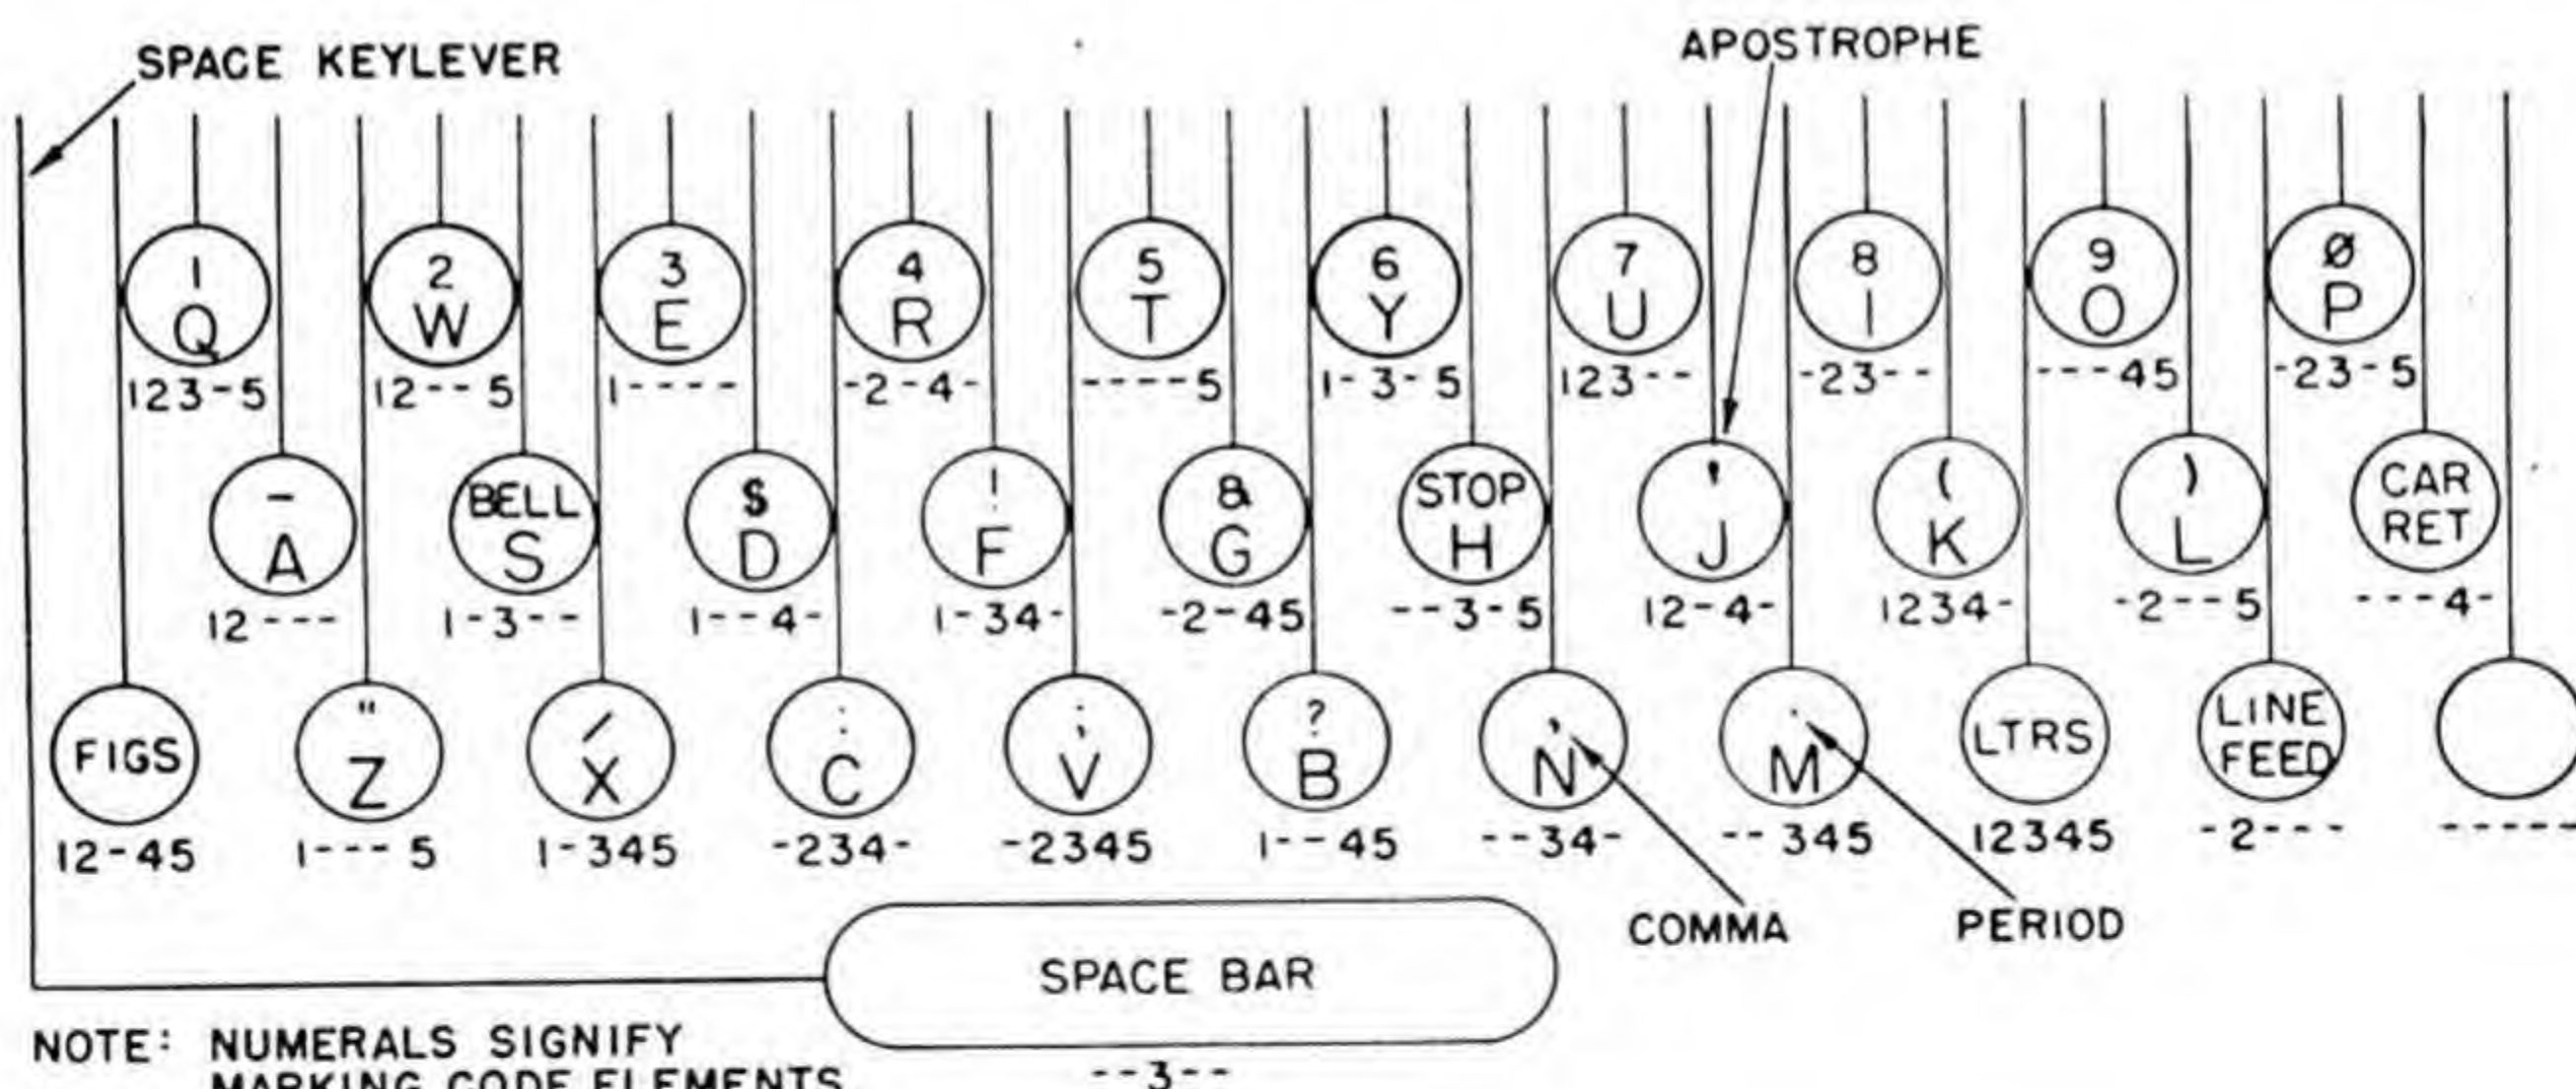 SPACE KEYLEVER
APOSTROPHE
1 2 3 4 5 6 7 8 9 Ø
Q W E R T Y U I O P
123-5 12--5 1---- -2-4- ----5 1-3-5 123-- -23-- ---45 -23-5
- BELL $ ! & STOP ' ( ) CAR
A S D F G H J K L RET
12--- 1-3-- 1--4- 1-34- -2-45 --3-5 12-4- 1234- -2--5 ---4-
" / : ; ? , . LINE
FIGS Z X C V B N M LTRS FEED
12-45 1---5 1-345 -234- -2345 1--45 --34- --345 12345 -2--- -----
COMMA PERIOD
SPACE BAR
--3--
NOTE: NUMERALS SIGNIFY
MARKING CODE ELEMENTS